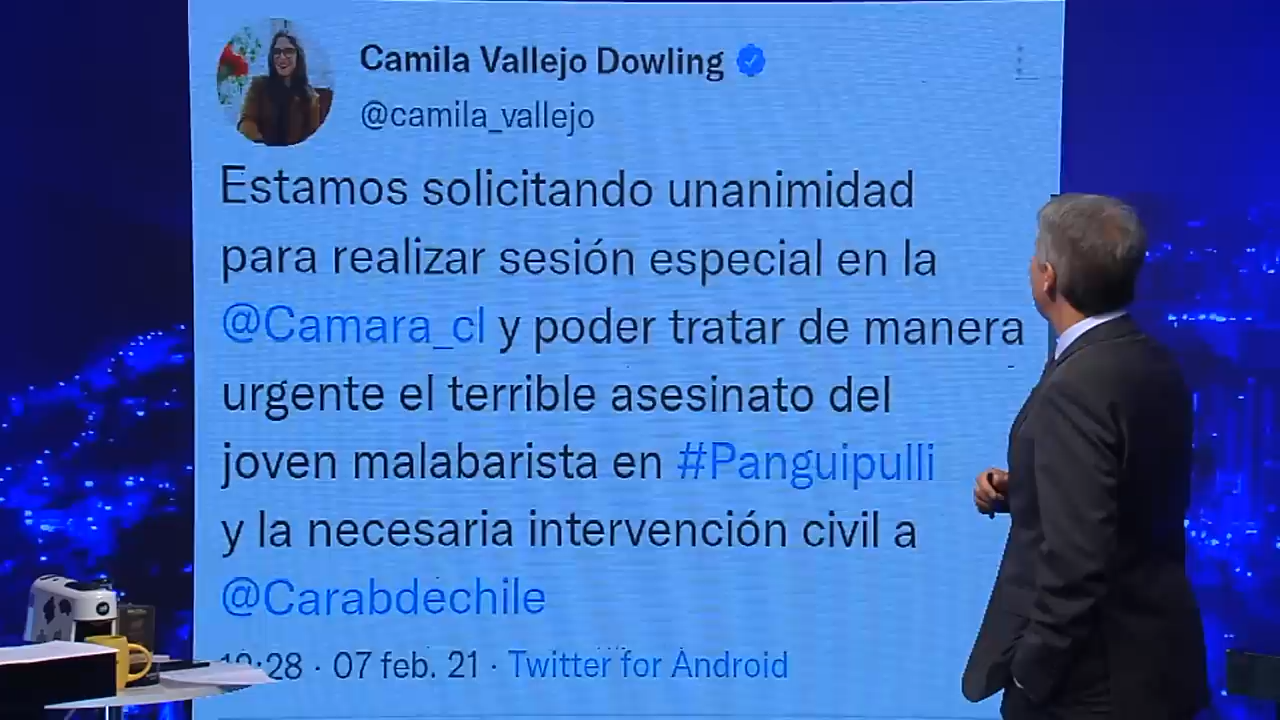 Camila Vallejo Dowling
@camila_vallejo
Estamos solicitando unanimidad
para realizar sesión especial en la
@Camara_cl y poder tratar de manera
urgente el terrible asesinato del
joven malabarista en #Panguipulli
y la necesaria intervención civil a
@Carabdechile
:28 · 07 feb. 21 · Twitter for Android